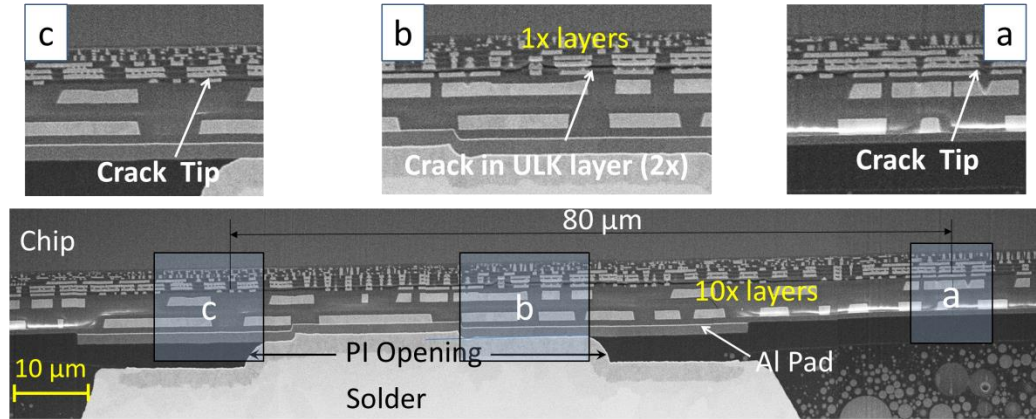 c
b
a
1x layers
Crack Tip
Crack in ULK layer (2x)
Crack Tip
80 µm
Chip
c
b
10x layers
a
PI Opening
Al Pad
10 µm
Solder